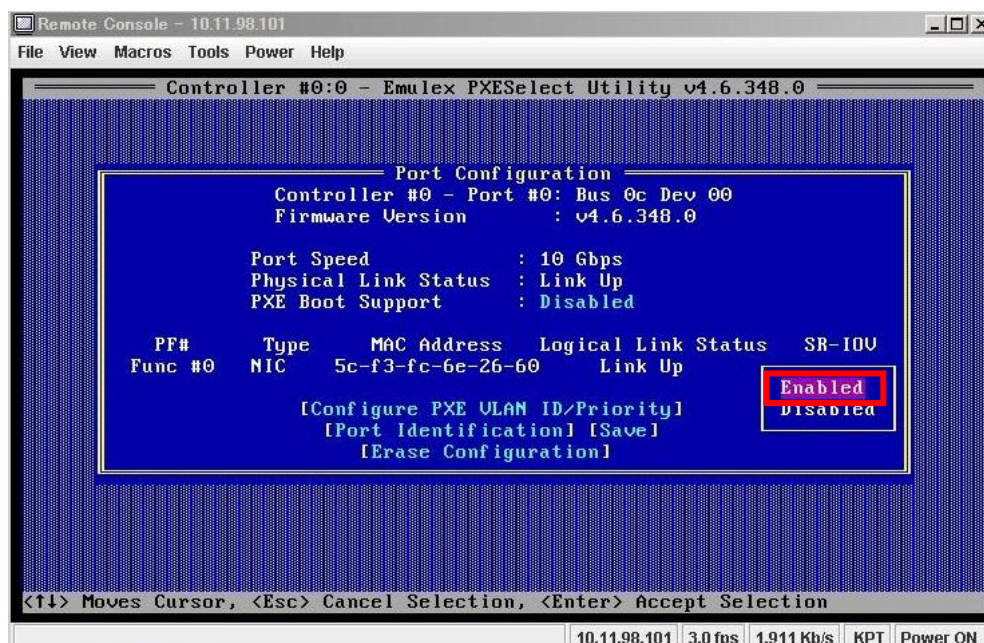 Remote Console - 10.11.98.101
File View Macros Tools Power Help
Controller #0:0 - Emulex PXESelect Utility v4.6.348.0
Port Configuration
Controller #0 - Port #0: Bus 0c Dev 00
Firmware Version : v4.6.348.0
Port Speed : 10 Gbps
Physical Link Status : Link Up
PXE Boot Support : Disabled
PF# Type MAC Address Logical Link Status SR-IOV
Func #0 NIC 5c-f3-fc-6e-26-60 Link Up
Enabled
Disabled
[Configure PXE VLAN ID/Priority]
[Port Identification] [Save]
[Erase Configuration]
<↑↓> Moves Cursor, <Esc> Cancel Selection, <Enter> Accept Selection
10.11.98.101 3.0 fps 1.911 Kb/s KPT Power ON